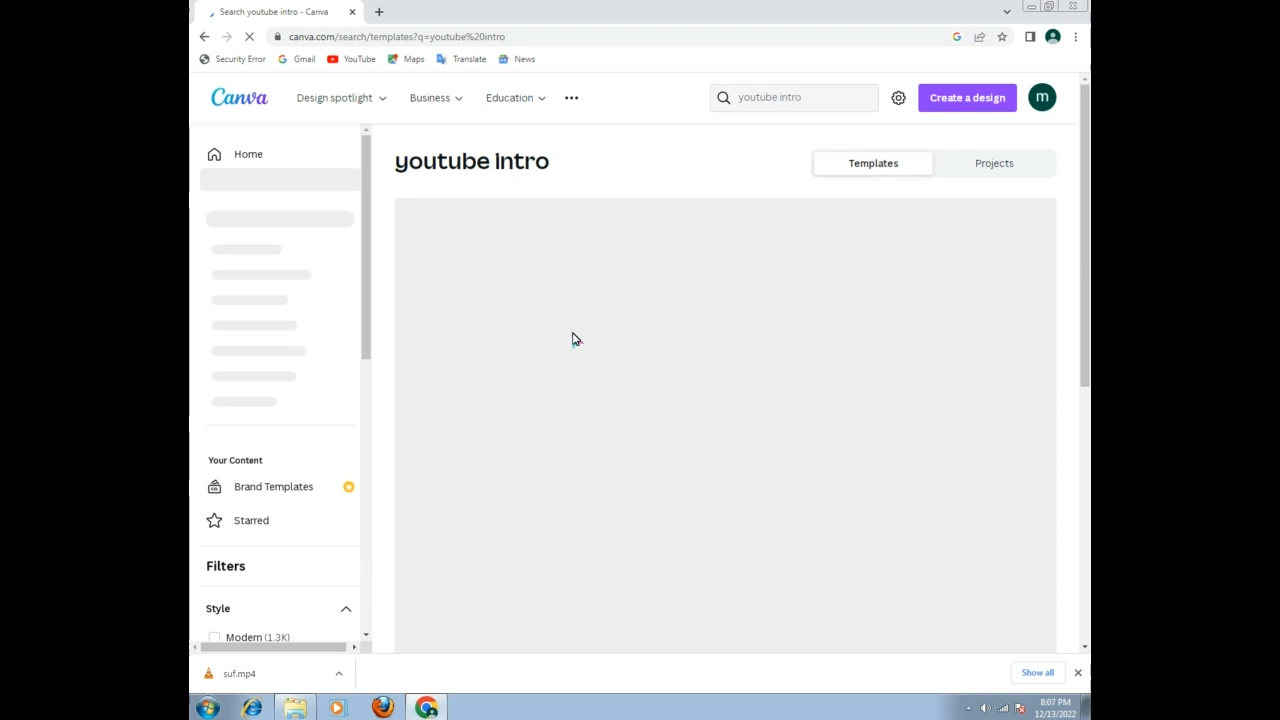 Search youtube intro - Canva
canva.com/search/templates?q=youtube%20intro
Security Error Gmail YouTube Maps Translate News
Canva Design spotlight Business Education youtube intro Create a design m
Home
youtube intro
Templates Projects
Your Content
Brand Templates
Starred
Filters
Style
Modern (1.3K)
suf.mp4
Show all
8:07 PM
12/13/2022